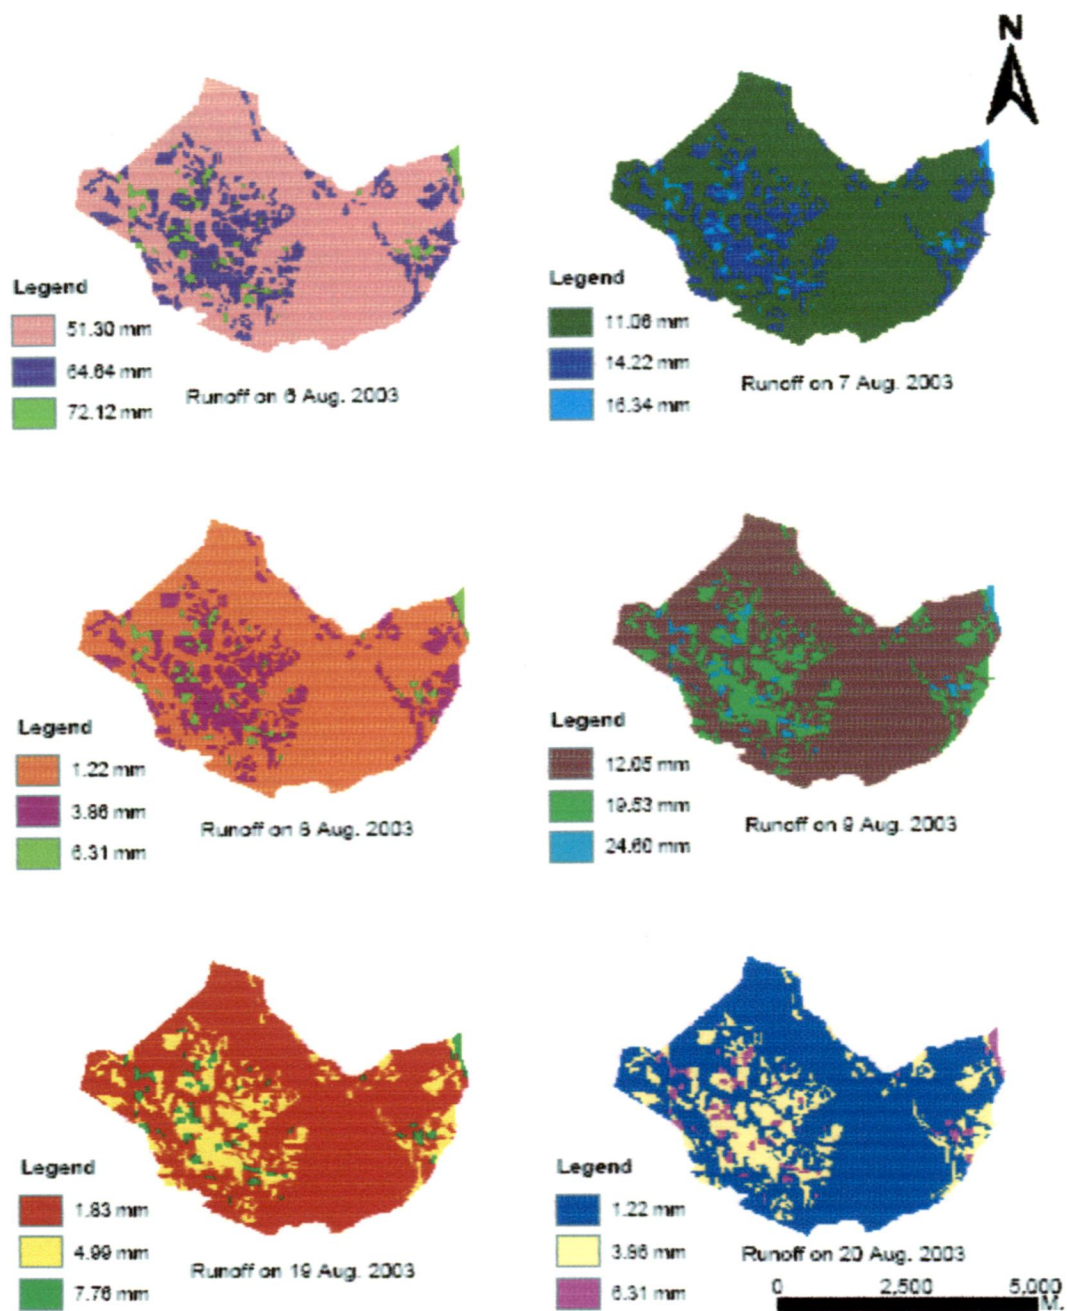 N
Legend
51.30 mm
64.64 mm
72.12 mm
Runoff on 6 Aug. 2003
Legend
11.06 mm
14.22 mm
16.34 mm
Runoff on 7 Aug. 2003
Legend
1.22 mm
3.86 mm
6.31 mm
Runoff on 8 Aug. 2003
Legend
12.05 mm
19.53 mm
24.60 mm
Runoff on 9 Aug. 2003
Legend
1.83 mm
4.99 mm
7.76 mm
Runoff on 19 Aug. 2003
Legend
1.22 mm
3.96 mm
6.31 mm
Runoff on 20 Aug. 2003
0 2,500 5,000
M.